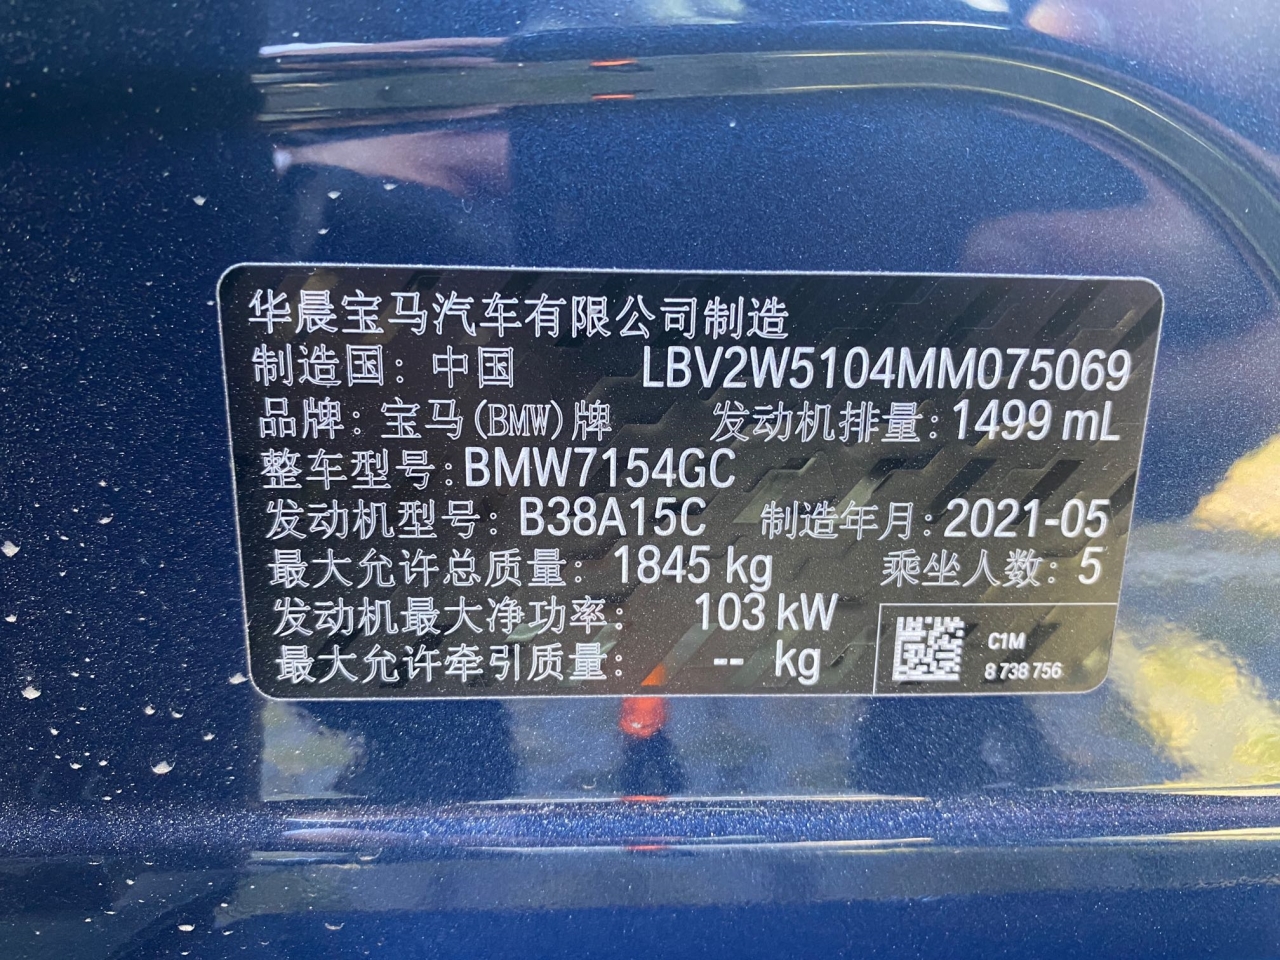 华晨宝马汽车有限公司制造
制造国：中国 LBV2W5104MM075069
品牌：宝马(BMW)牌 发动机排量：1499 mL
整车型号：BMW7154GC
发动机型号：B38A15C 制造年月：2021-05
最大允许总质量：1845 kg 乘坐人数：5
发动机最大净功率：103 kW
最大允许牵引质量：-- kg
C1M
8 738 756